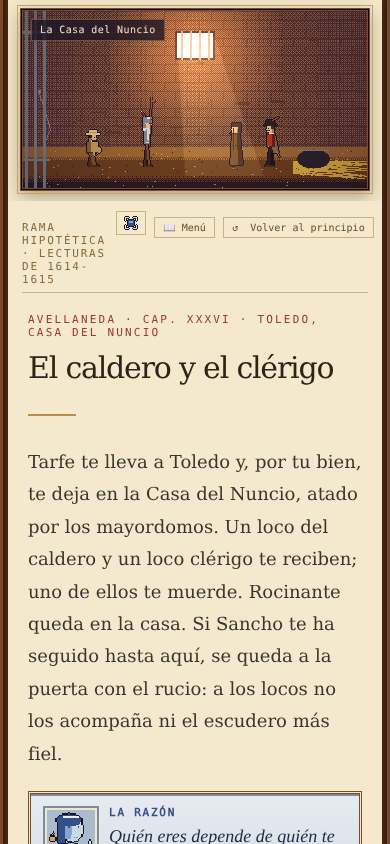 La Casa del Nuncio
RAMA
HIPOTÉTICA
· LECTURAS
DE 1614-
1615
📖 Menú
↺ Volver al principio
AVELLANEDA · CAP. XXXVI · TOLEDO,
CASA DEL NUNCIO
El caldero y el clérigo
Tarfe te lleva a Toledo y, por tu bien,
te deja en la Casa del Nuncio, atado
por los mayordomos. Un loco del
caldero y un loco clérigo te reciben;
uno de ellos te muerde. Rocinante
queda en la casa. Si Sancho te ha
seguido hasta aquí, se queda a la
puerta con el rucio: a los locos no
los acompaña ni el escudero más
fiel.
LA RAZÓN
Quién eres depende de quién te